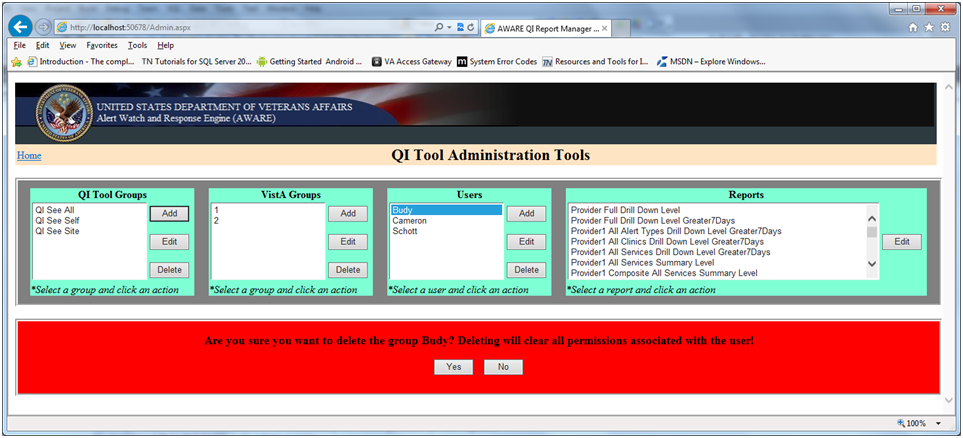 http://localhost:50678/Admin.aspx
AWARE QI Report Manager ...
File Edit View Favorites Tools Help
Introduction - The compl... TN Tutorials for SQL Server 20... Getting Started Android ... VA Access Gateway m System Error Codes TN Resources and Tools for I... MSDN – Explore Windows...
UNITED STATES DEPARTMENT OF VETERANS AFFAIRS
Alert Watch and Response Engine (AWARE)
Home
QI Tool Administration Tools
QI Tool Groups
QI See All
QI See Self
QI See Site
Add
Edit
Delete
*Select a group and click an action
VistA Groups
1
2
Add
Edit
Delete
*Select a group and click an action
Users
Budy
Cameron
Schott
Add
Edit
Delete
*Select a user and click an action
Reports
Provider Full Drill Down Level
Provider Full Drill Down Level Greater7Days
Provider1 All Alert Types Drill Down Level Greater7Days
Provider1 All Clinics Drill Down Level Greater7Days
Provider1 All Services Drill Down Level Greater7Days
Provider1 All Services Summary Level
Provider1 Composite All Services Summary Level
Edit
*Select a report and click an action
Are you sure you want to delete the group Budy? Deleting will clear all permissions associated with the user!
Yes No
100%